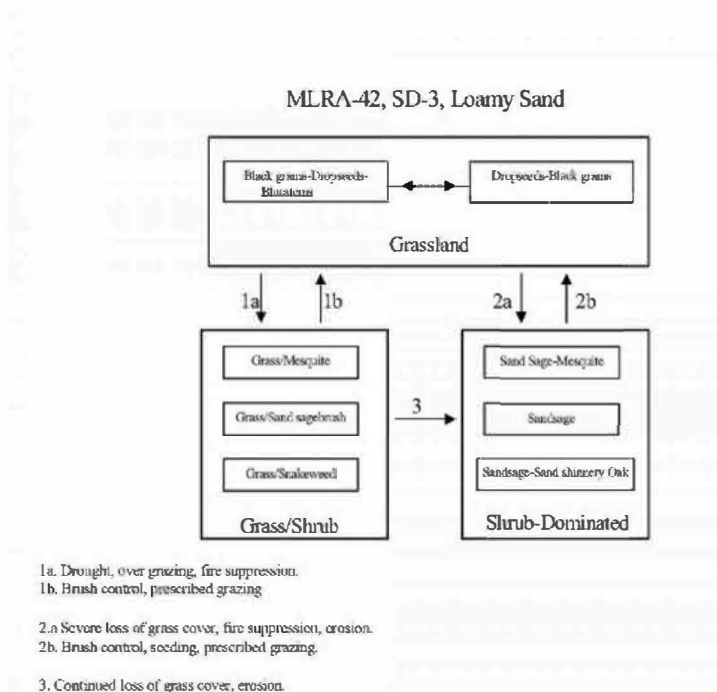 MLRA-42, SD-3, Loamy Sand
Black grama-Dropseeds-
Bluestems
Dropseeds-Black grama
Grassland
1a
1b
2a
2b
Grass/Mesquite
Grass/Sand sagebrush
Grass/Snakeweed
Grass/Shrub
3
Sand Sage-Mesquite
Sandsage
Sandsage-Sand shinnery Oak
Shrub-Dominated
1a. Drought, over grazing, fire suppression.
1b. Brush control, prescribed grazing
2.a Severe loss of grass cover, fire suppression, erosion.
2b. Brush control, seeding, prescribed grazing.
3. Continued loss of grass cover, erosion.